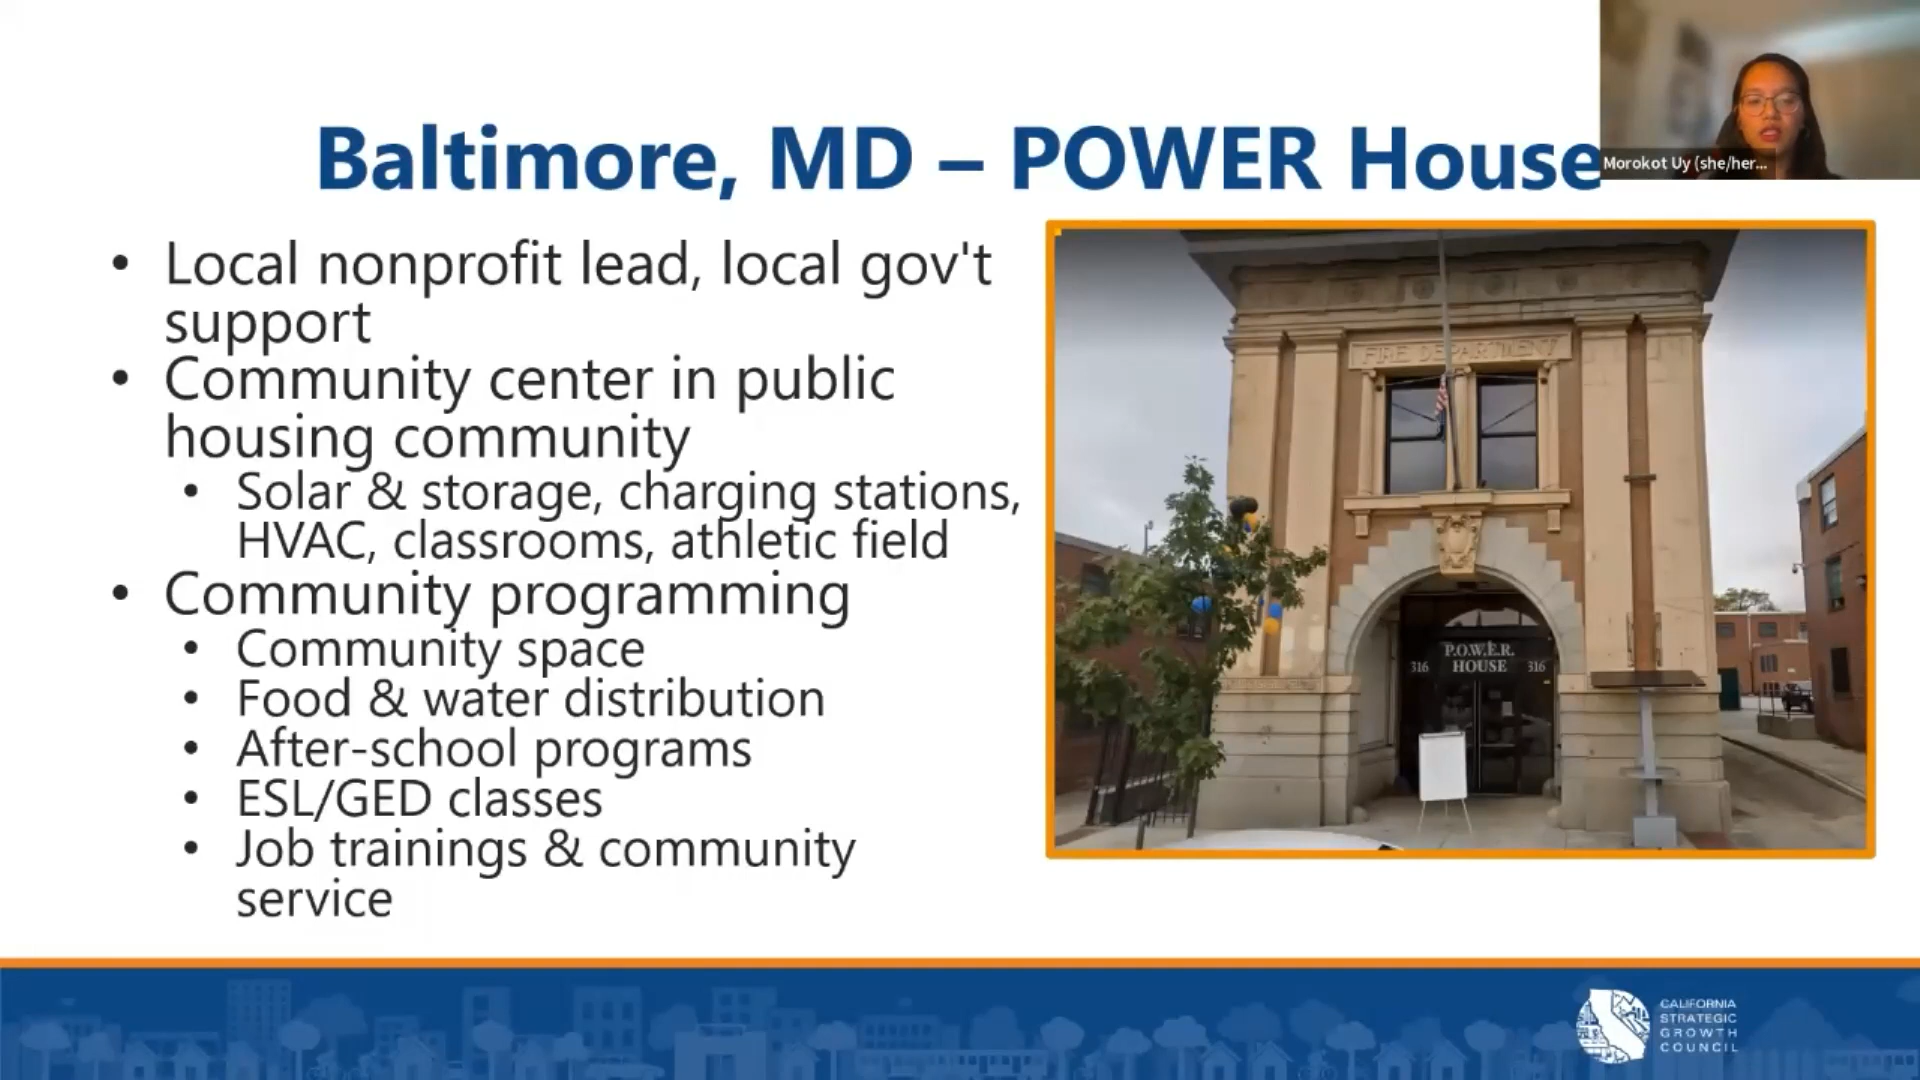 Baltimore, MD – POWER House
Morokot Uy (she/her...
• Local nonprofit lead, local gov't
support
• Community center in public
housing community
• Solar & storage, charging stations,
HVAC, classrooms, athletic field
• Community programming
• Community space
• Food & water distribution
• After-school programs
• ESL/GED classes
• Job trainings & community
service
FIRE DEPARTMENT
P.O.W.E.R.
316 HOUSE 316
CALIFORNIA
STRATEGIC
GROWTH
COUNCIL